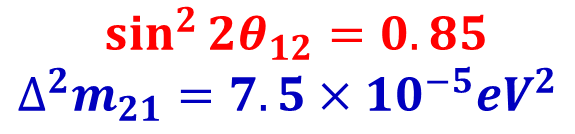 sin² 2θ₁₂ = 0.85
Δ²m₂₁ = 7.5 × 10⁻⁵eV²